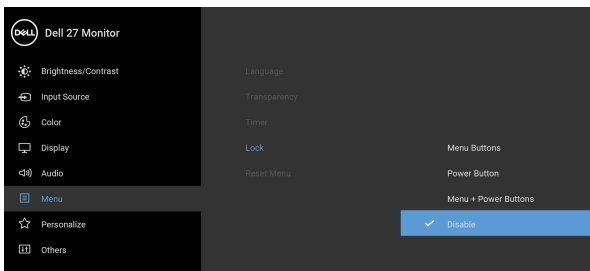 DELL Dell 27 Monitor
Brightness/Contrast Language
Input Source Transparency
Color Timer
Display Lock Menu Buttons
Audio Reset Menu Power Button
Menu Menu + Power Buttons
Personalize Disable
Others